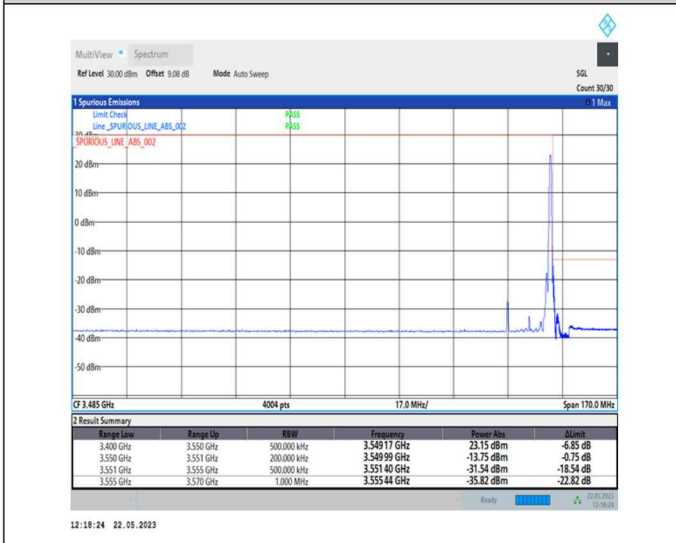 MultiView Spectrum
Ref Level 30.00 dBm Offset 9.08 dB Mode Auto Sweep SGL
Count 30/30
1 Spurious Emissions 1 Max
Limit Check PASS
Line _SPURIOUS_LINE_ABS_002 PASS
_SPURIOUS_LINE_ABS_002
20 dBm
10 dBm
0 dBm
-10 dBm
-20 dBm
-30 dBm
-40 dBm
-50 dBm
CF 3.485 GHz 4004 pts 17.0 MHz/ Span 170.0 MHz
2 Result Summary
Range Low Range Up RBW Frequency Power Abs ΔLimit
3.400 GHz 3.550 GHz 500.000 kHz 3.549 17 GHz 23.15 dBm -6.85 dB
3.550 GHz 3.551 GHz 200.000 kHz 3.549 99 GHz -13.75 dBm -0.75 dB
3.551 GHz 3.555 GHz 500.000 kHz 3.551 40 GHz -31.54 dBm -18.54 dB
3.555 GHz 3.570 GHz 1.000 MHz 3.555 44 GHz -35.82 dBm -22.82 dB
Ready 22.05.2023
12:18:24
12:18:24 22.05.2023